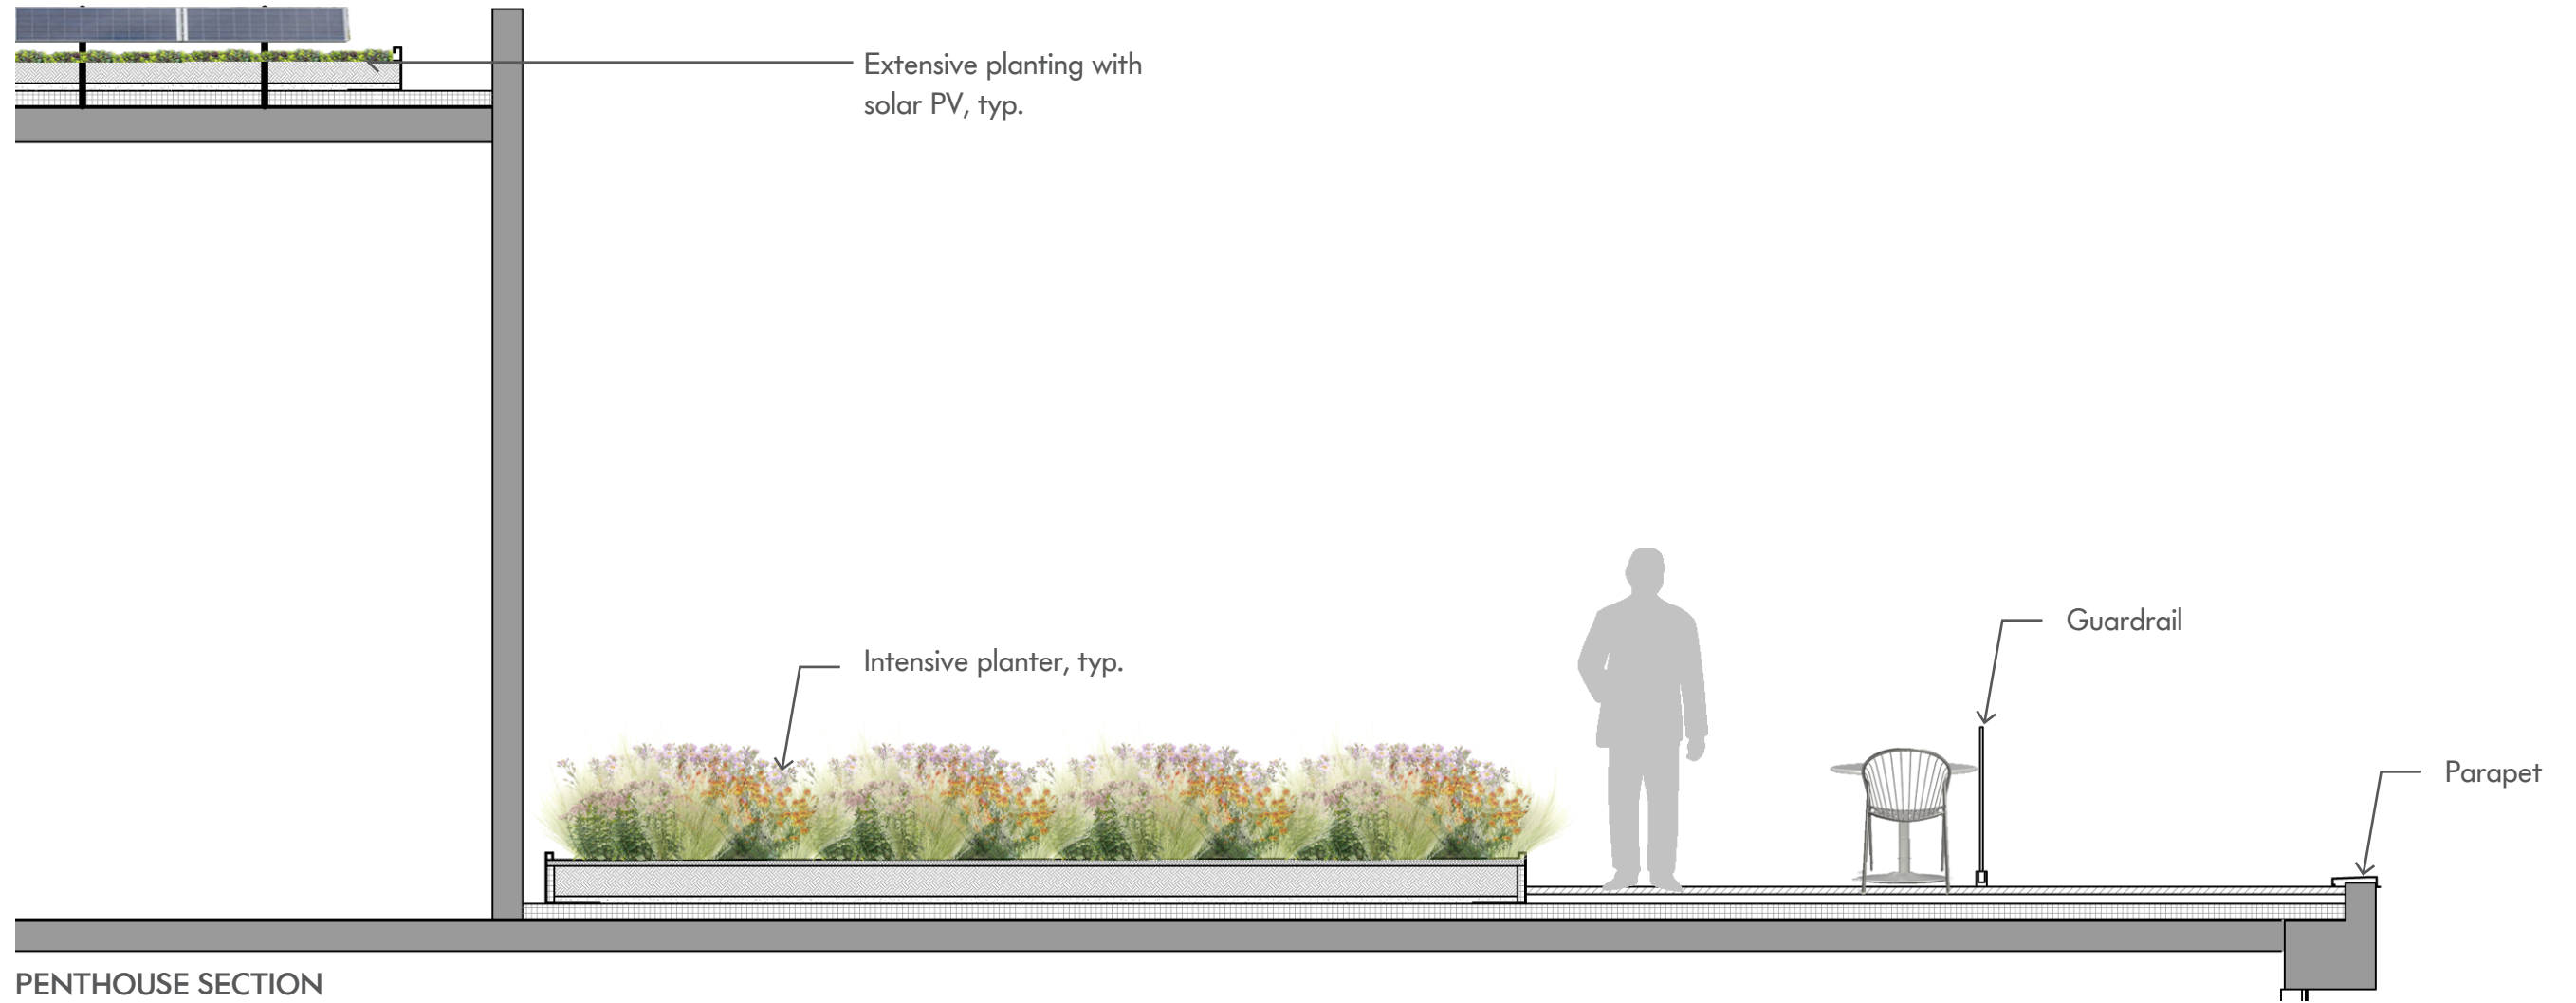 Extensive planting with
solar PV, typ.
Guardrail
Intensive planter, typ.
Parapet
PENTHOUSE SECTION